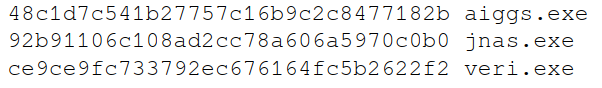 48c1d7c541b27757c16b9c2c8477182b aiggs.exe
92b91106c108ad2cc78a606a5970c0b0 jnas.exe
ce9ce9fc733792ec676164fc5b2622f2 veri.exe